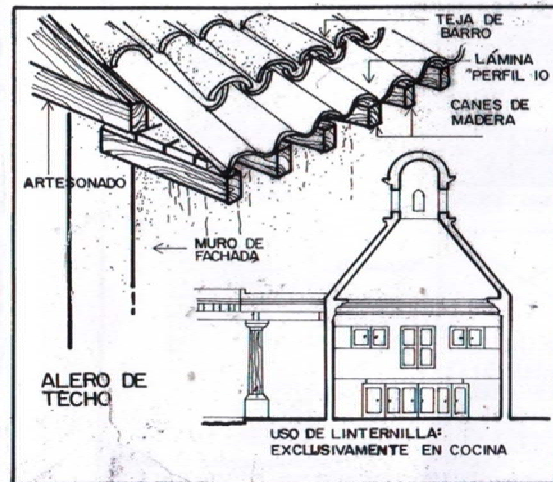 TEJA DE
BARRO
LÁMINA
"PERFIL 10
CANES DE
MADERA
ARTESONADO
MURO DE
FACHADA
ALERO DE
TECHO
USO DE LINTERNILLA:
EXCLUSIVAMENTE EN COCINA